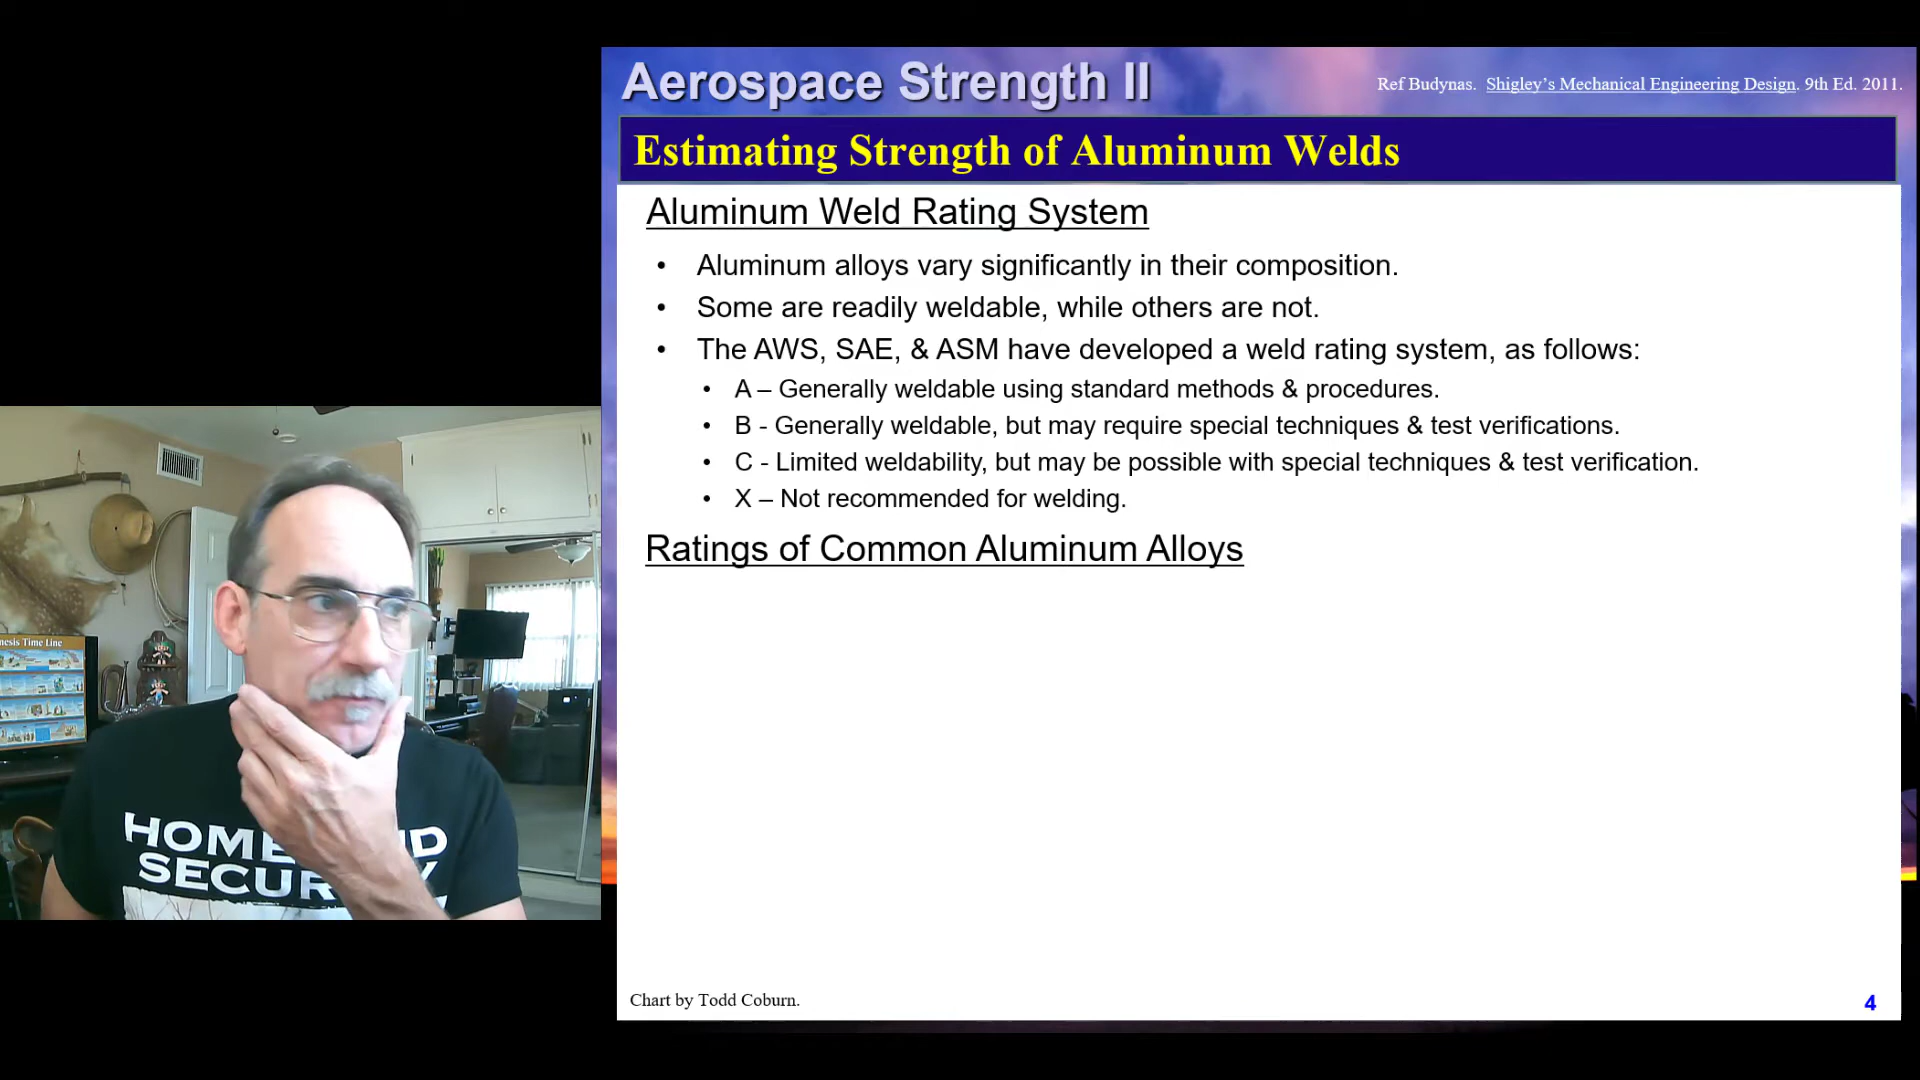 Aerospace Strength II
Ref Budynas. Shigley's Mechanical Engineering Design. 9th Ed. 2011.
Estimating Strength of Aluminum Welds
Aluminum Weld Rating System
• Aluminum alloys vary significantly in their composition.
• Some are readily weldable, while others are not.
• The AWS, SAE, & ASM have developed a weld rating system, as follows:
• A – Generally weldable using standard methods & procedures.
• B - Generally weldable, but may require special techniques & test verifications.
• C - Limited weldability, but may be possible with special techniques & test verification.
• X – Not recommended for welding.
Ratings of Common Aluminum Alloys
Chart by Todd Coburn.
4
nesis Time Line